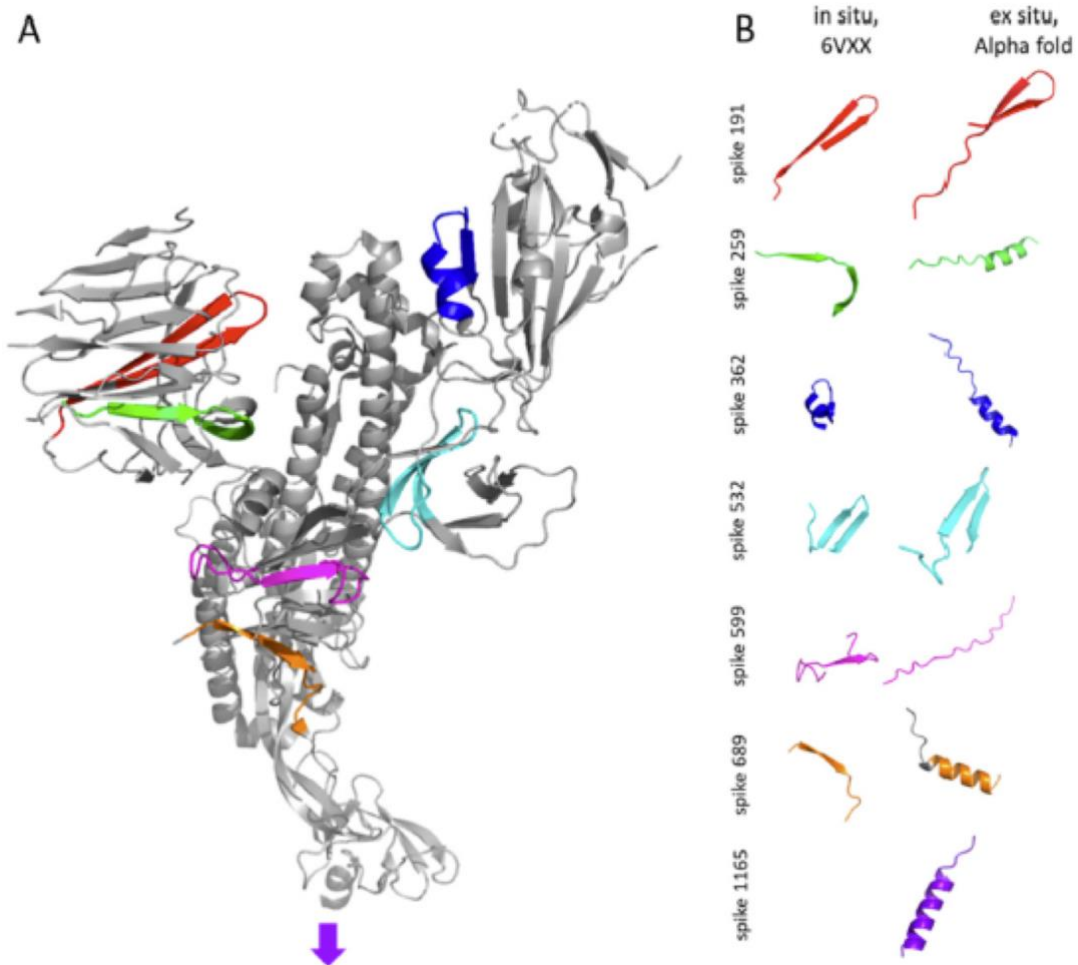 A
B
in situ,
6VXX
ex situ,
Alpha fold
spike 191
spike 259
spike 362
spike 532
spike 599
spike 689
spike 1165